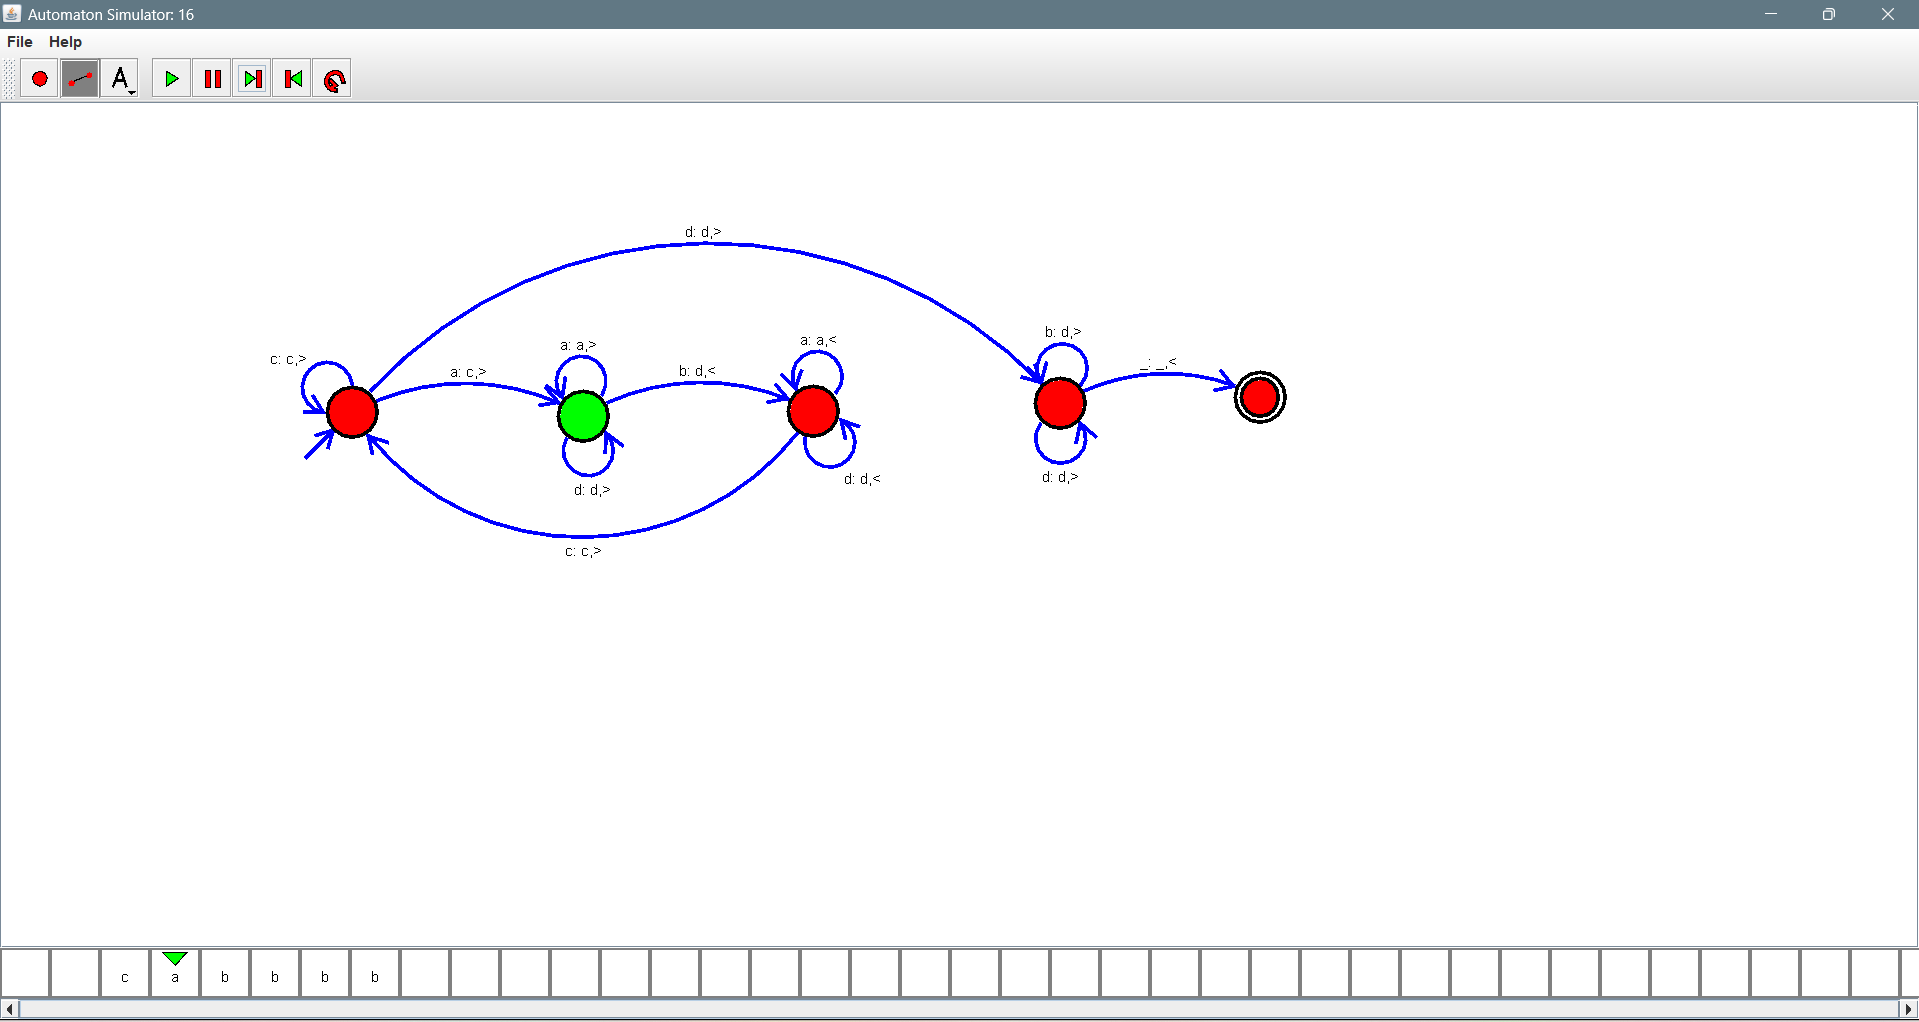 Automaton Simulator: 16
File Help
A
d: d,>
c: c,>
a: c,>
a: a,>
b: d,<
a: a,<
b: d,>
_: _,<
d: d,>
d: d,<
d: d,>
c: c,>
c a b b b b